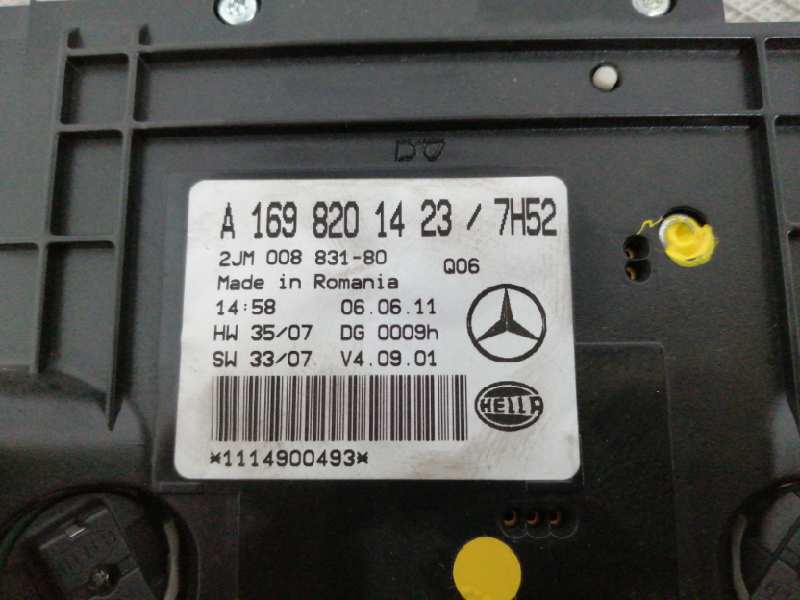 A 169 820 14 23 / 7H52
2JM 008 831-80 Q06
Made in Romania
14:58 06.06.11
HW 35/07 DG 0009h
SW 33/07 V4.09.01
HELLA
*1114900493*